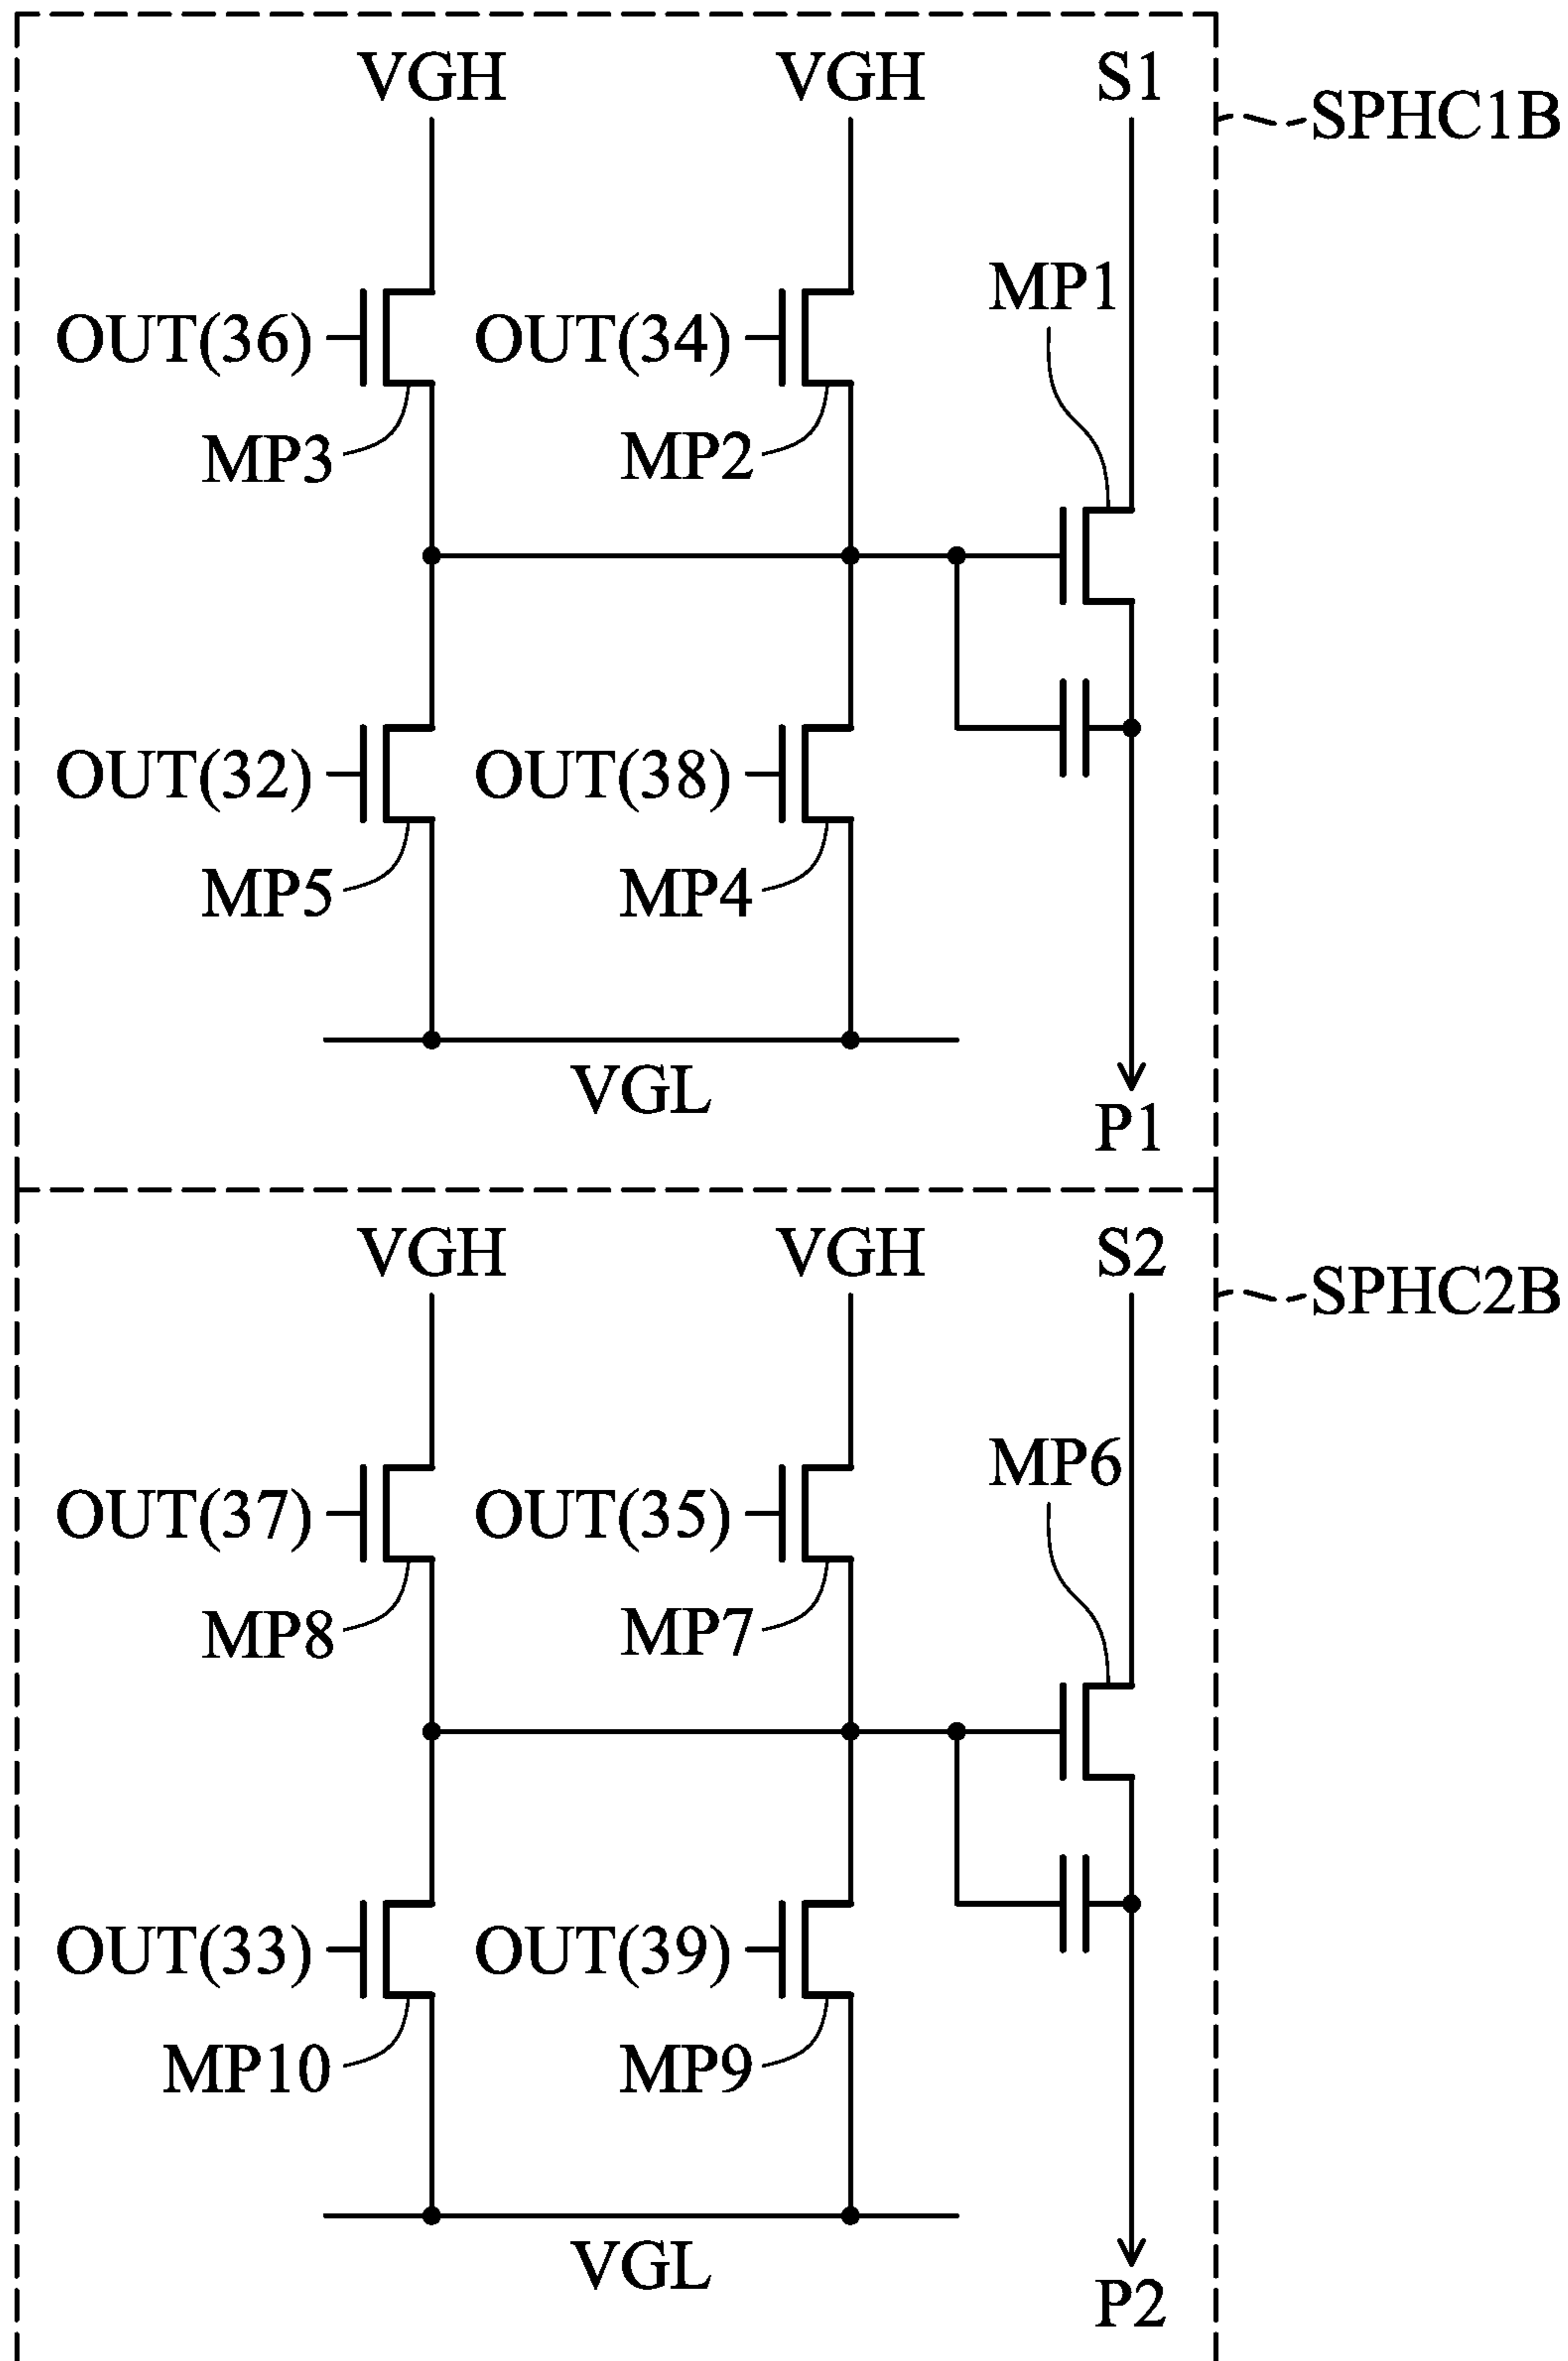 VGH
VGH
S1
SPHC1B
MP1
OUT(36)
OUT(34)
MP3
MP2
OUT(32)
OUT(38)
MP5
MP4
VGL
P1
VGH
VGH
S2
SPHC2B
MP6
OUT(37)
OUT(35)
MP8
MP7
OUT(33)
OUT(39)
MP10
MP9
VGL
P2